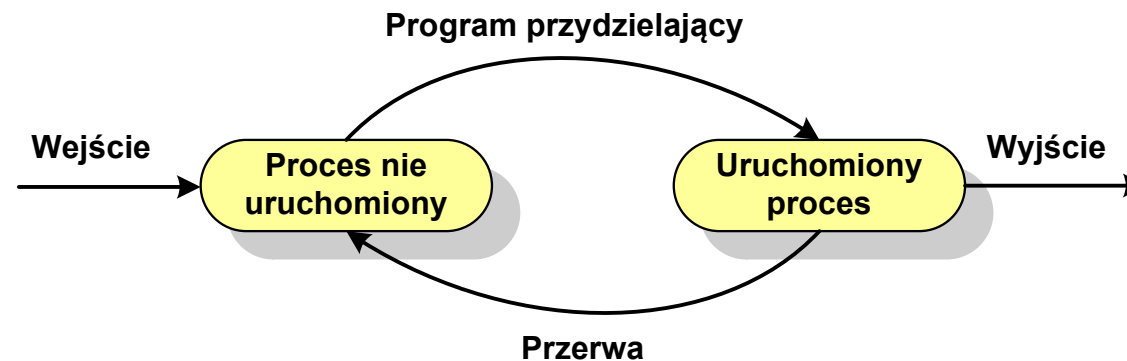 Program przydzielający
Wejście
Proces nie
uruchomiony
Uruchomiony
proces
Wyjście
Przerwa